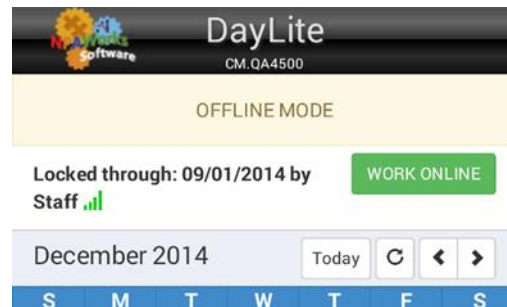 DayLite
Software
CM.QA4500
OFFLINE MODE
Locked through: 09/01/2014 by
Staff
WORK ONLINE
December 2014
Today
S M T W T F S